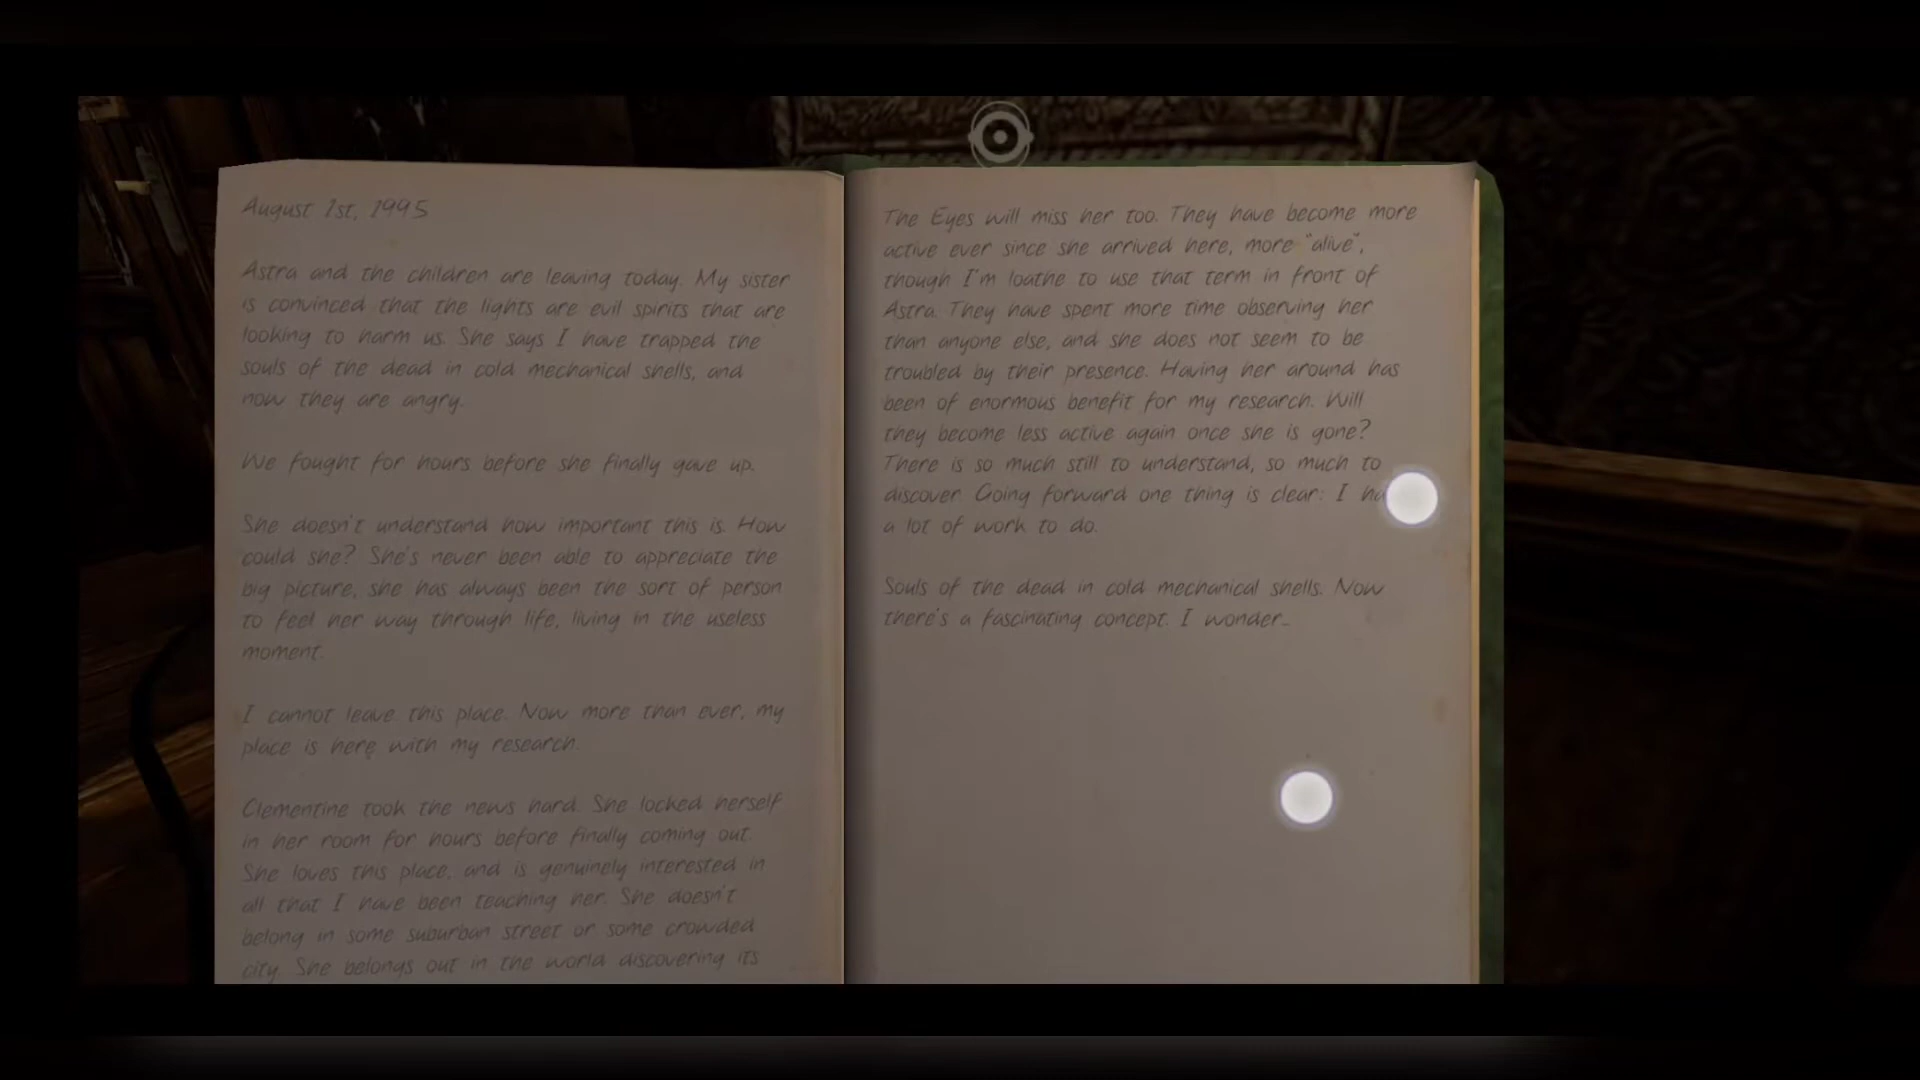 August 1st, 1995
Astra and the children are leaving today. My sister
is convinced that the lights are evil spirits that are
looking to harm us. She says I have trapped the
souls of the dead in cold mechanical shells, and
now they are angry.
We fought for hours before she finally gave up.
She doesn't understand how important this is. How
could she? She's never been able to appreciate the
big picture, she has always been the sort of person
to feel her way through life, living in the useless
moment.
I cannot leave this place. Now more than ever, my
place is here with my research.
Clementine took the news hard. She locked herself
in her room for hours before finally coming out.
She loves this place, and is genuinely interested in
all that I have been teaching her. She doesn't
belong in some suburban street or some crowded
city. She belongs out in the world discovering its
The Eyes will miss her too. They have become more
active ever since she arrived here, more "alive",
though I'm loathe to use that term in front of
Astra. They have spent more time observing her
than anyone else, and she does not seem to be
troubled by their presence. Having her around has
been of enormous benefit for my research. Will
they become less active again once she is gone?
There is so much still to understand, so much to
discover. Going forward one thing is clear: I
a lot of work to do.
Souls of the dead in cold mechanical shells. Now
there's a fascinating concept. I wonder...